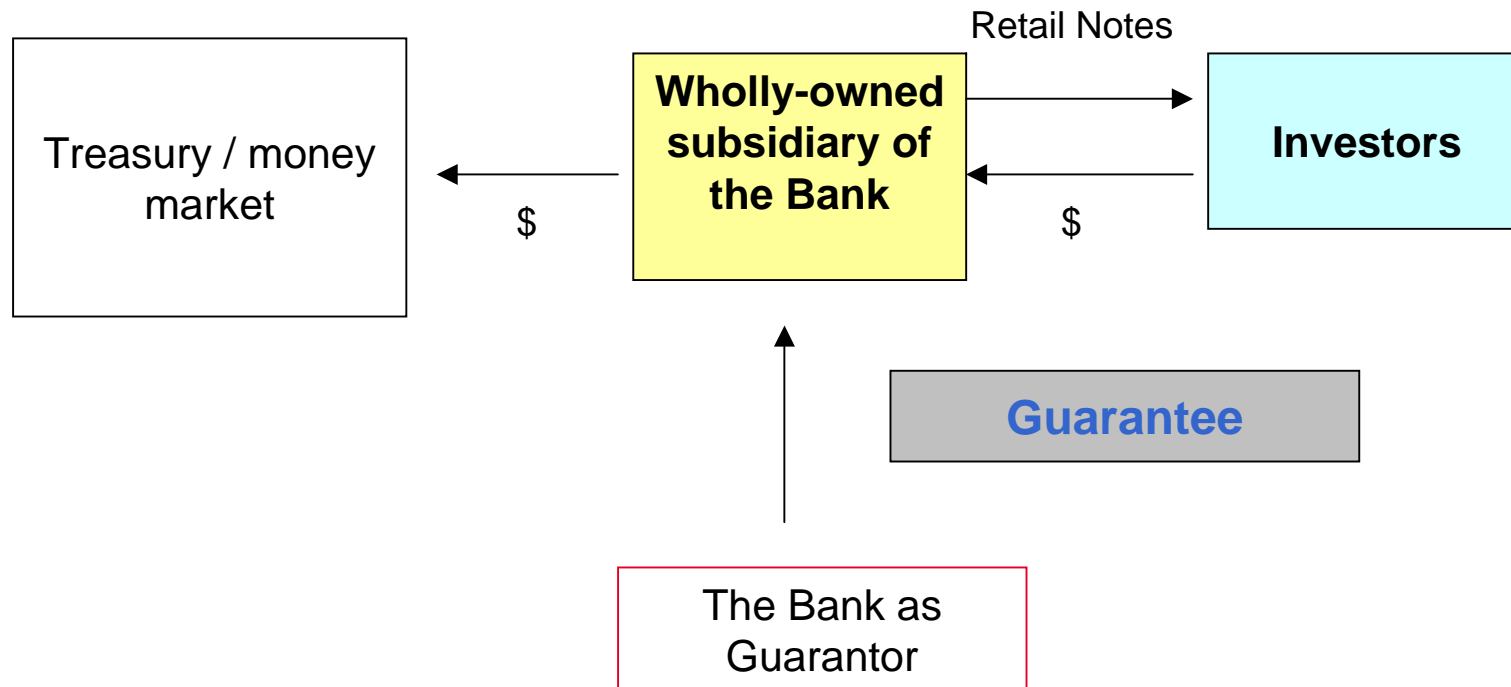 Retail Notes
Treasury / money
market
$
Wholly-owned
subsidiary of
the Bank
$
Investors
Guarantee
The Bank as
Guarantor